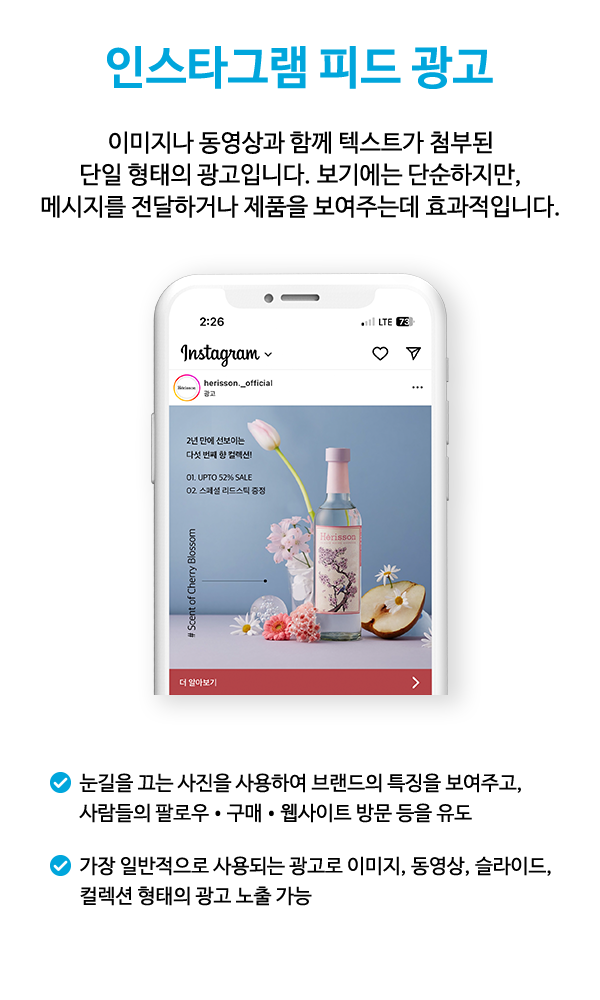 인스타그램 피드 광고
이미지나 동영상과 함께 텍스트가 첨부된
단일 형태의 광고입니다. 보기에는 단순하지만,
메시지를 전달하거나 제품을 보여주는데 효과적입니다.
2:26
LTE 73
Instagram
Hérisson
herisson._official
광고
2년 만에 선보이는
다섯 번째 향 컬렉션!
01. UPTO 52% SALE
02. 스페셜 리드스틱 증정
# Scent of Cherry Blossom
Hérisson
더 알아보기
눈길을 끄는 사진을 사용하여 브랜드의 특징을 보여주고,
사람들의 팔로우 • 구매 • 웹사이트 방문 등을 유도
가장 일반적으로 사용되는 광고로 이미지, 동영상, 슬라이드,
컬렉션 형태의 광고 노출 가능